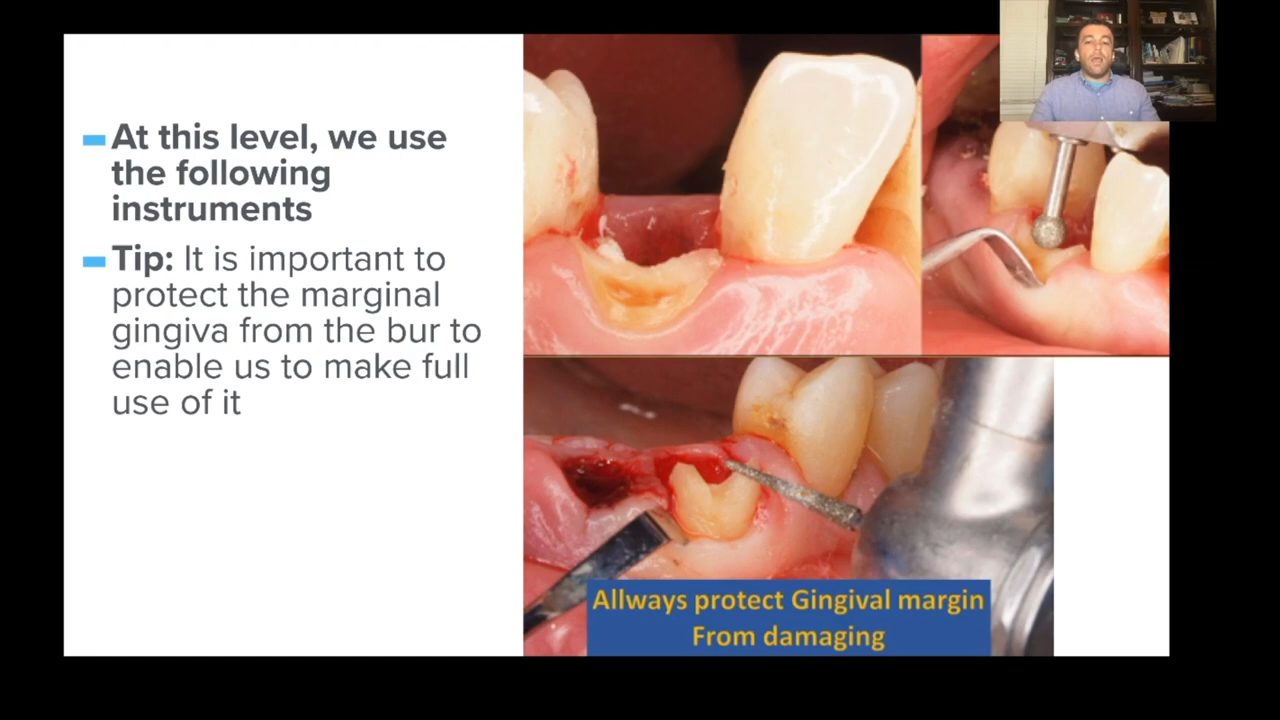 At this level, we use
the following
instruments
Tip: It is important to
protect the marginal
gingiva from the bur to
enable us to make full
use of it
Allways protect Gingival margin
From damaging